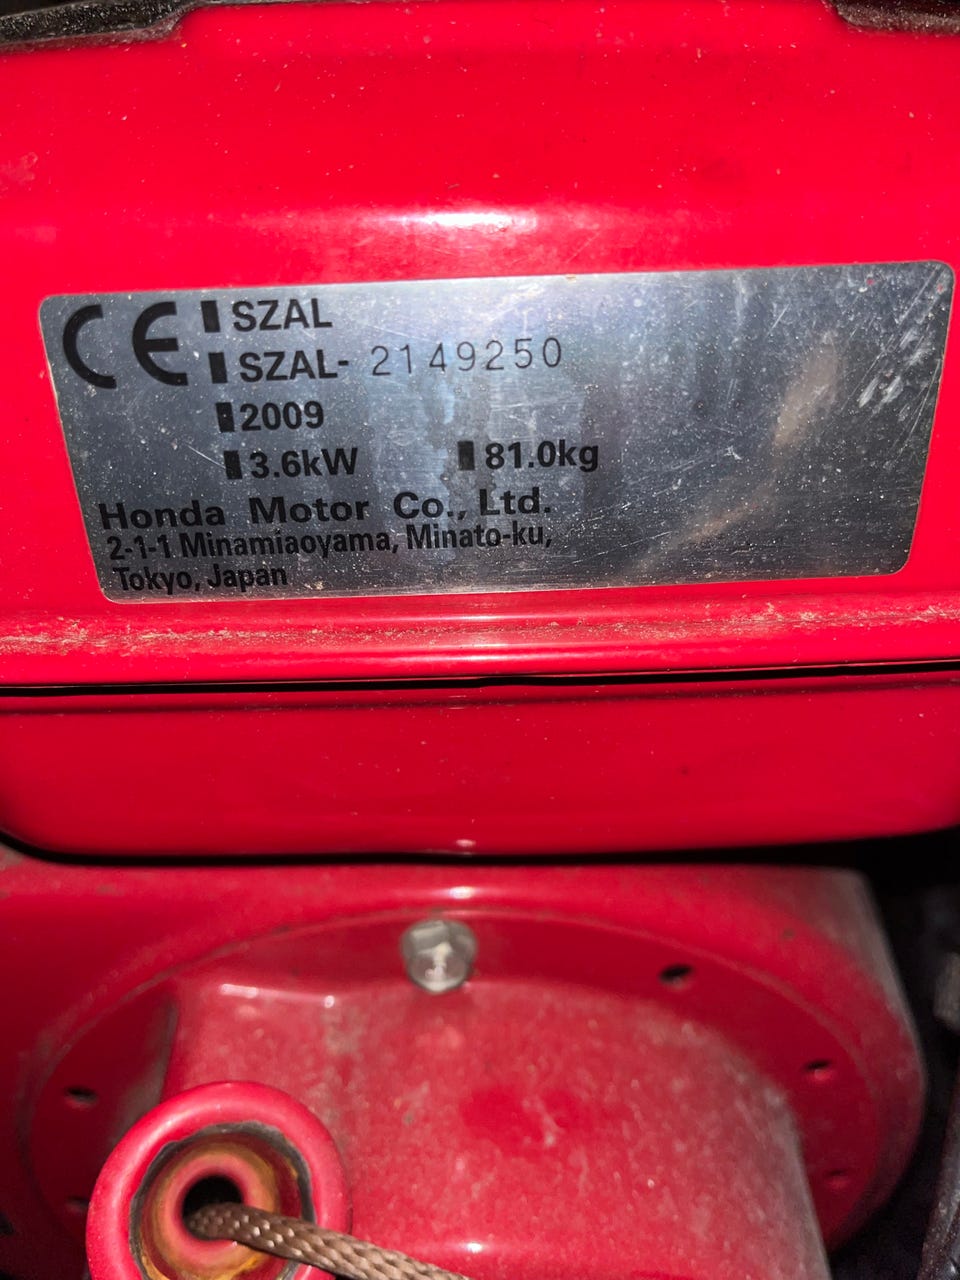 CE SZAL
SZAL- 2149250
2009
3.6kW 81.0kg
Honda Motor Co., Ltd.
2-1-1 Minamiaoyama, Minato-ku,
Tokyo, Japan